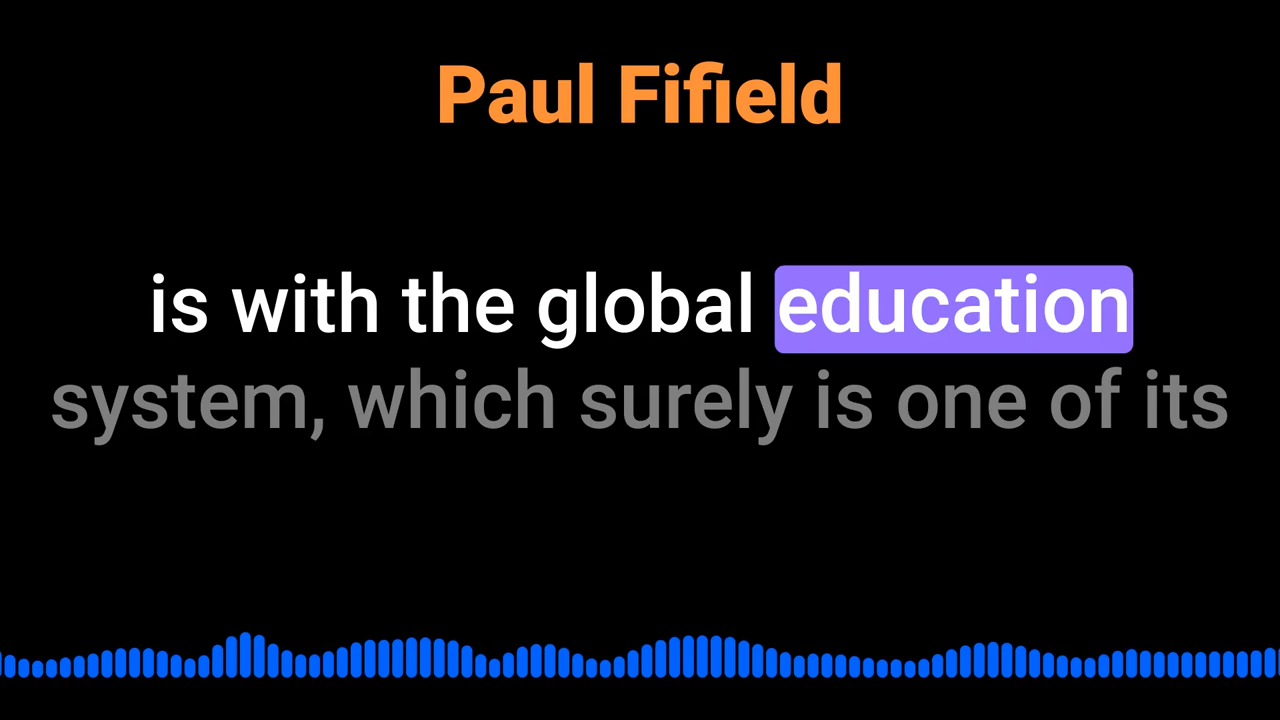 Paul Fifield
is with the global education
system, which surely is one of its